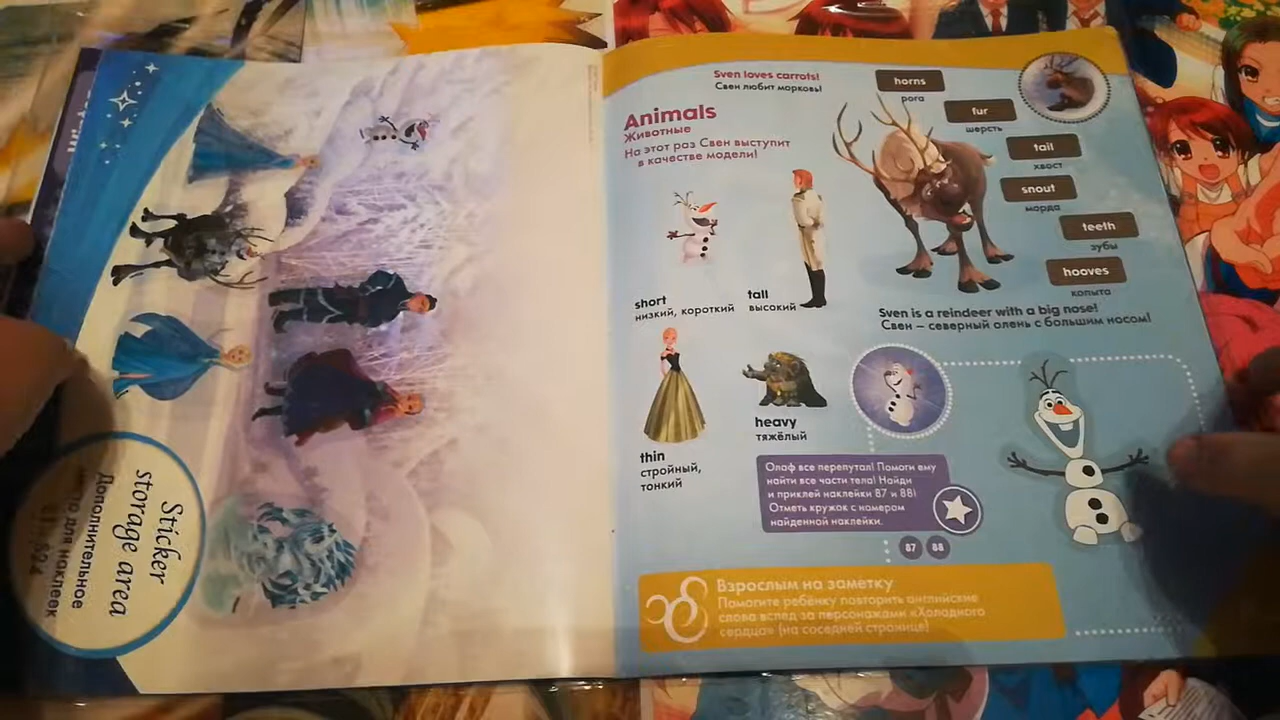 Sticker
storage area
Дополнительное
место для наклеек
Sven loves carrots!
Свен любит морковь!
Animals
Животные
На этот раз Свен выступит
в качестве модели!
horns
рога
fur
шерсть
tail
хвост
snout
морда
teeth
зубы
hooves
копыта
short
низкий, короткий
tall
высокий
Sven is a reindeer with a big nose!
Свен – северный олень с большим носом!
thin
стройный,
тонкий
heavy
тяжёлый
Олаф все перепутал! Помоги ему
найти все части тела! Найди
и приклей наклейки 87 и 88!
Отметь кружок с номером
найденной наклейки.
87 88
Взрослым на заметку
Помогите ребёнку повторить английские
слова вслед за персонажами «Холодного
сердца» (на соседней странице)